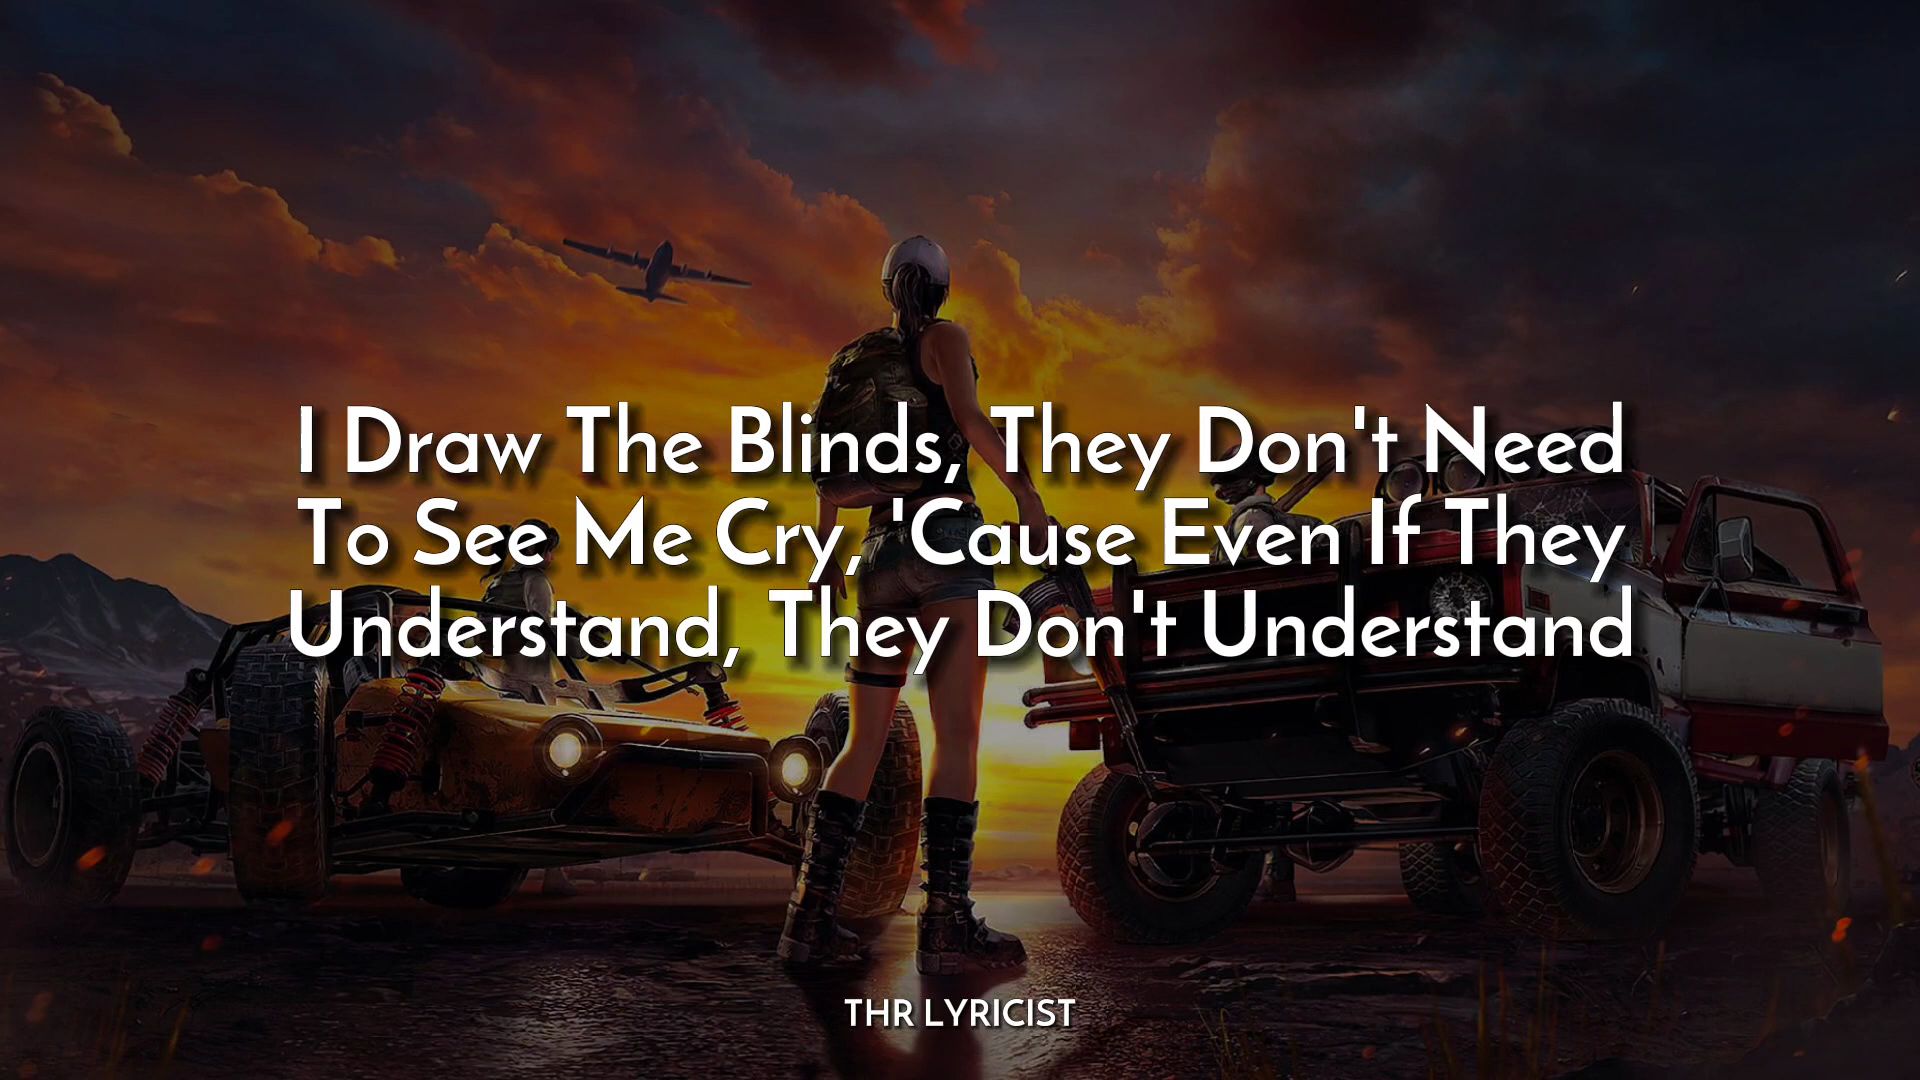 I Draw The Blinds, They Don't Need
To See Me Cry, 'Cause Even If They
Understand, They Don't Understand
THR LYRICIST